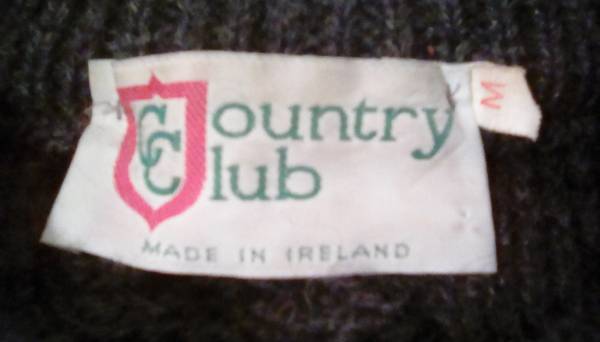 Country
Club
MADE IN IRELAND
M